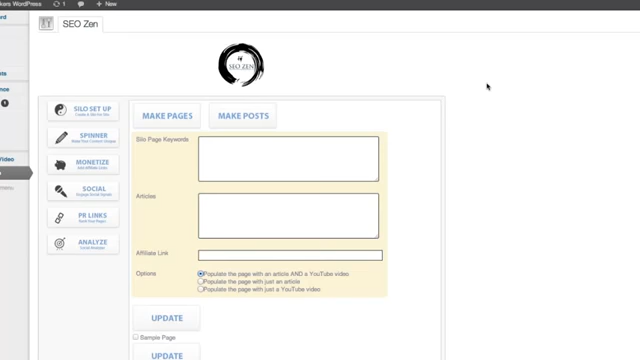 kers WordPress 1 + New
SEO Zen
SEO ZEN
SILO SET UP
SPINNER
MONETIZE
SOCIAL
PR LINKS
ANALYZE
MAKE PAGES MAKE POSTS
Silo Page Keywords
Articles
Affiliate Link
Options
Populate the page with an article AND a YouTube video.
Populate the page with just an article
Populate the page with just a YouTube video
UPDATE
Sample Page
UPDATE
Video
menu